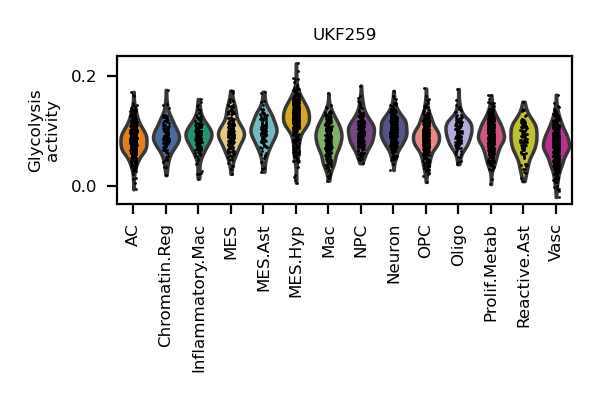 UKF259
Glycolysis
activity
0.2
0.0
AC
Chromatin.Reg
Inflammatory.Mac
MES
MES.Ast
MES.Hyp
Mac
NPC
Neuron
OPC
Oligo
Prolif.Metab
Reactive.Ast
Vasc